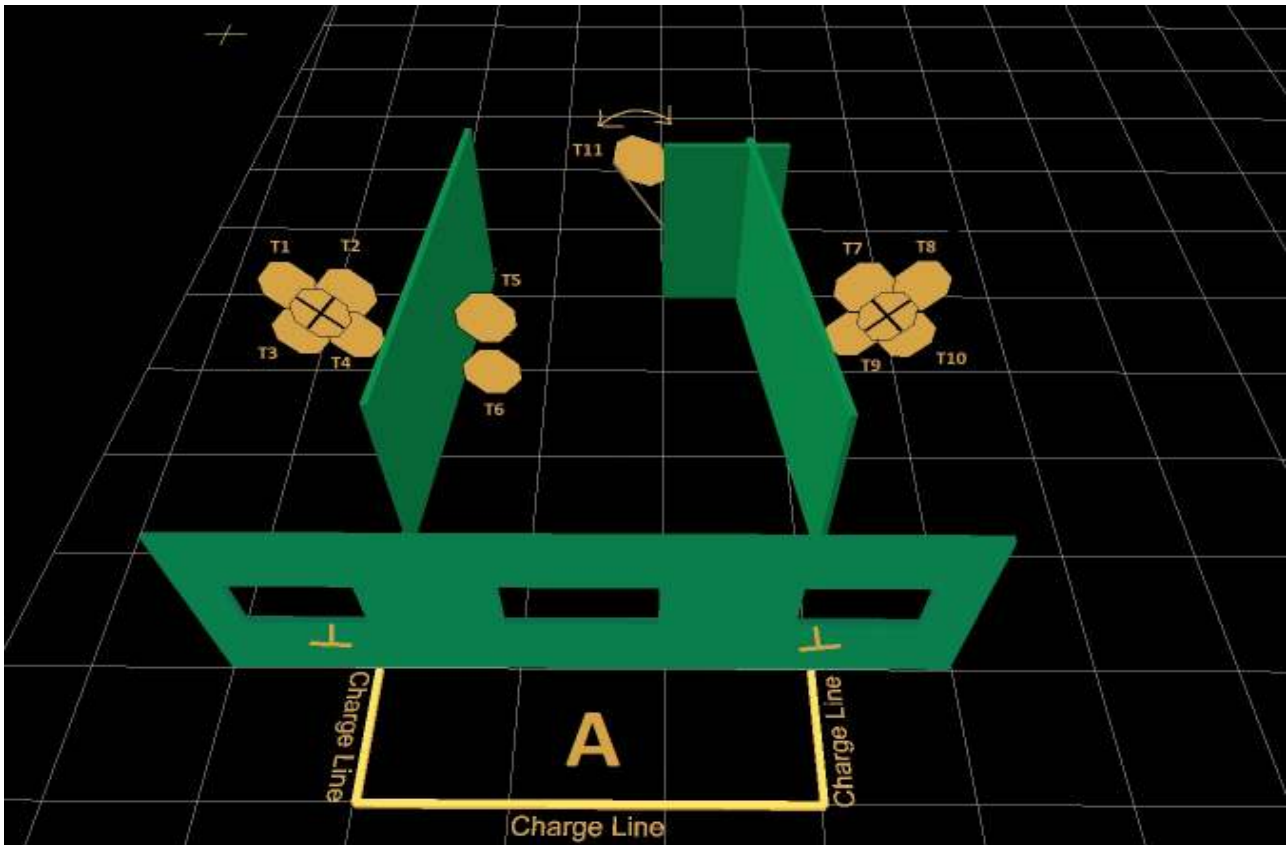 T11
T1
T2
T7
T8
T5
T3
T4
T9
T10
T6
Charge Line
A
Charge Line
Charge Line